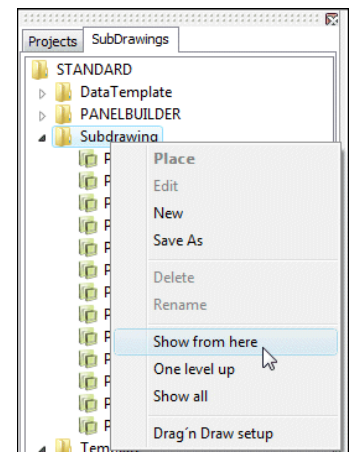 Projects SubDrawings
STANDARD
DataTemplate
PANELBUILDER
Subdrawing
P Place
P Edit
P New
P Save As
P
P Delete
P Rename
P
P Show from here
P One level up
P Show all
P Drag´n Draw setup